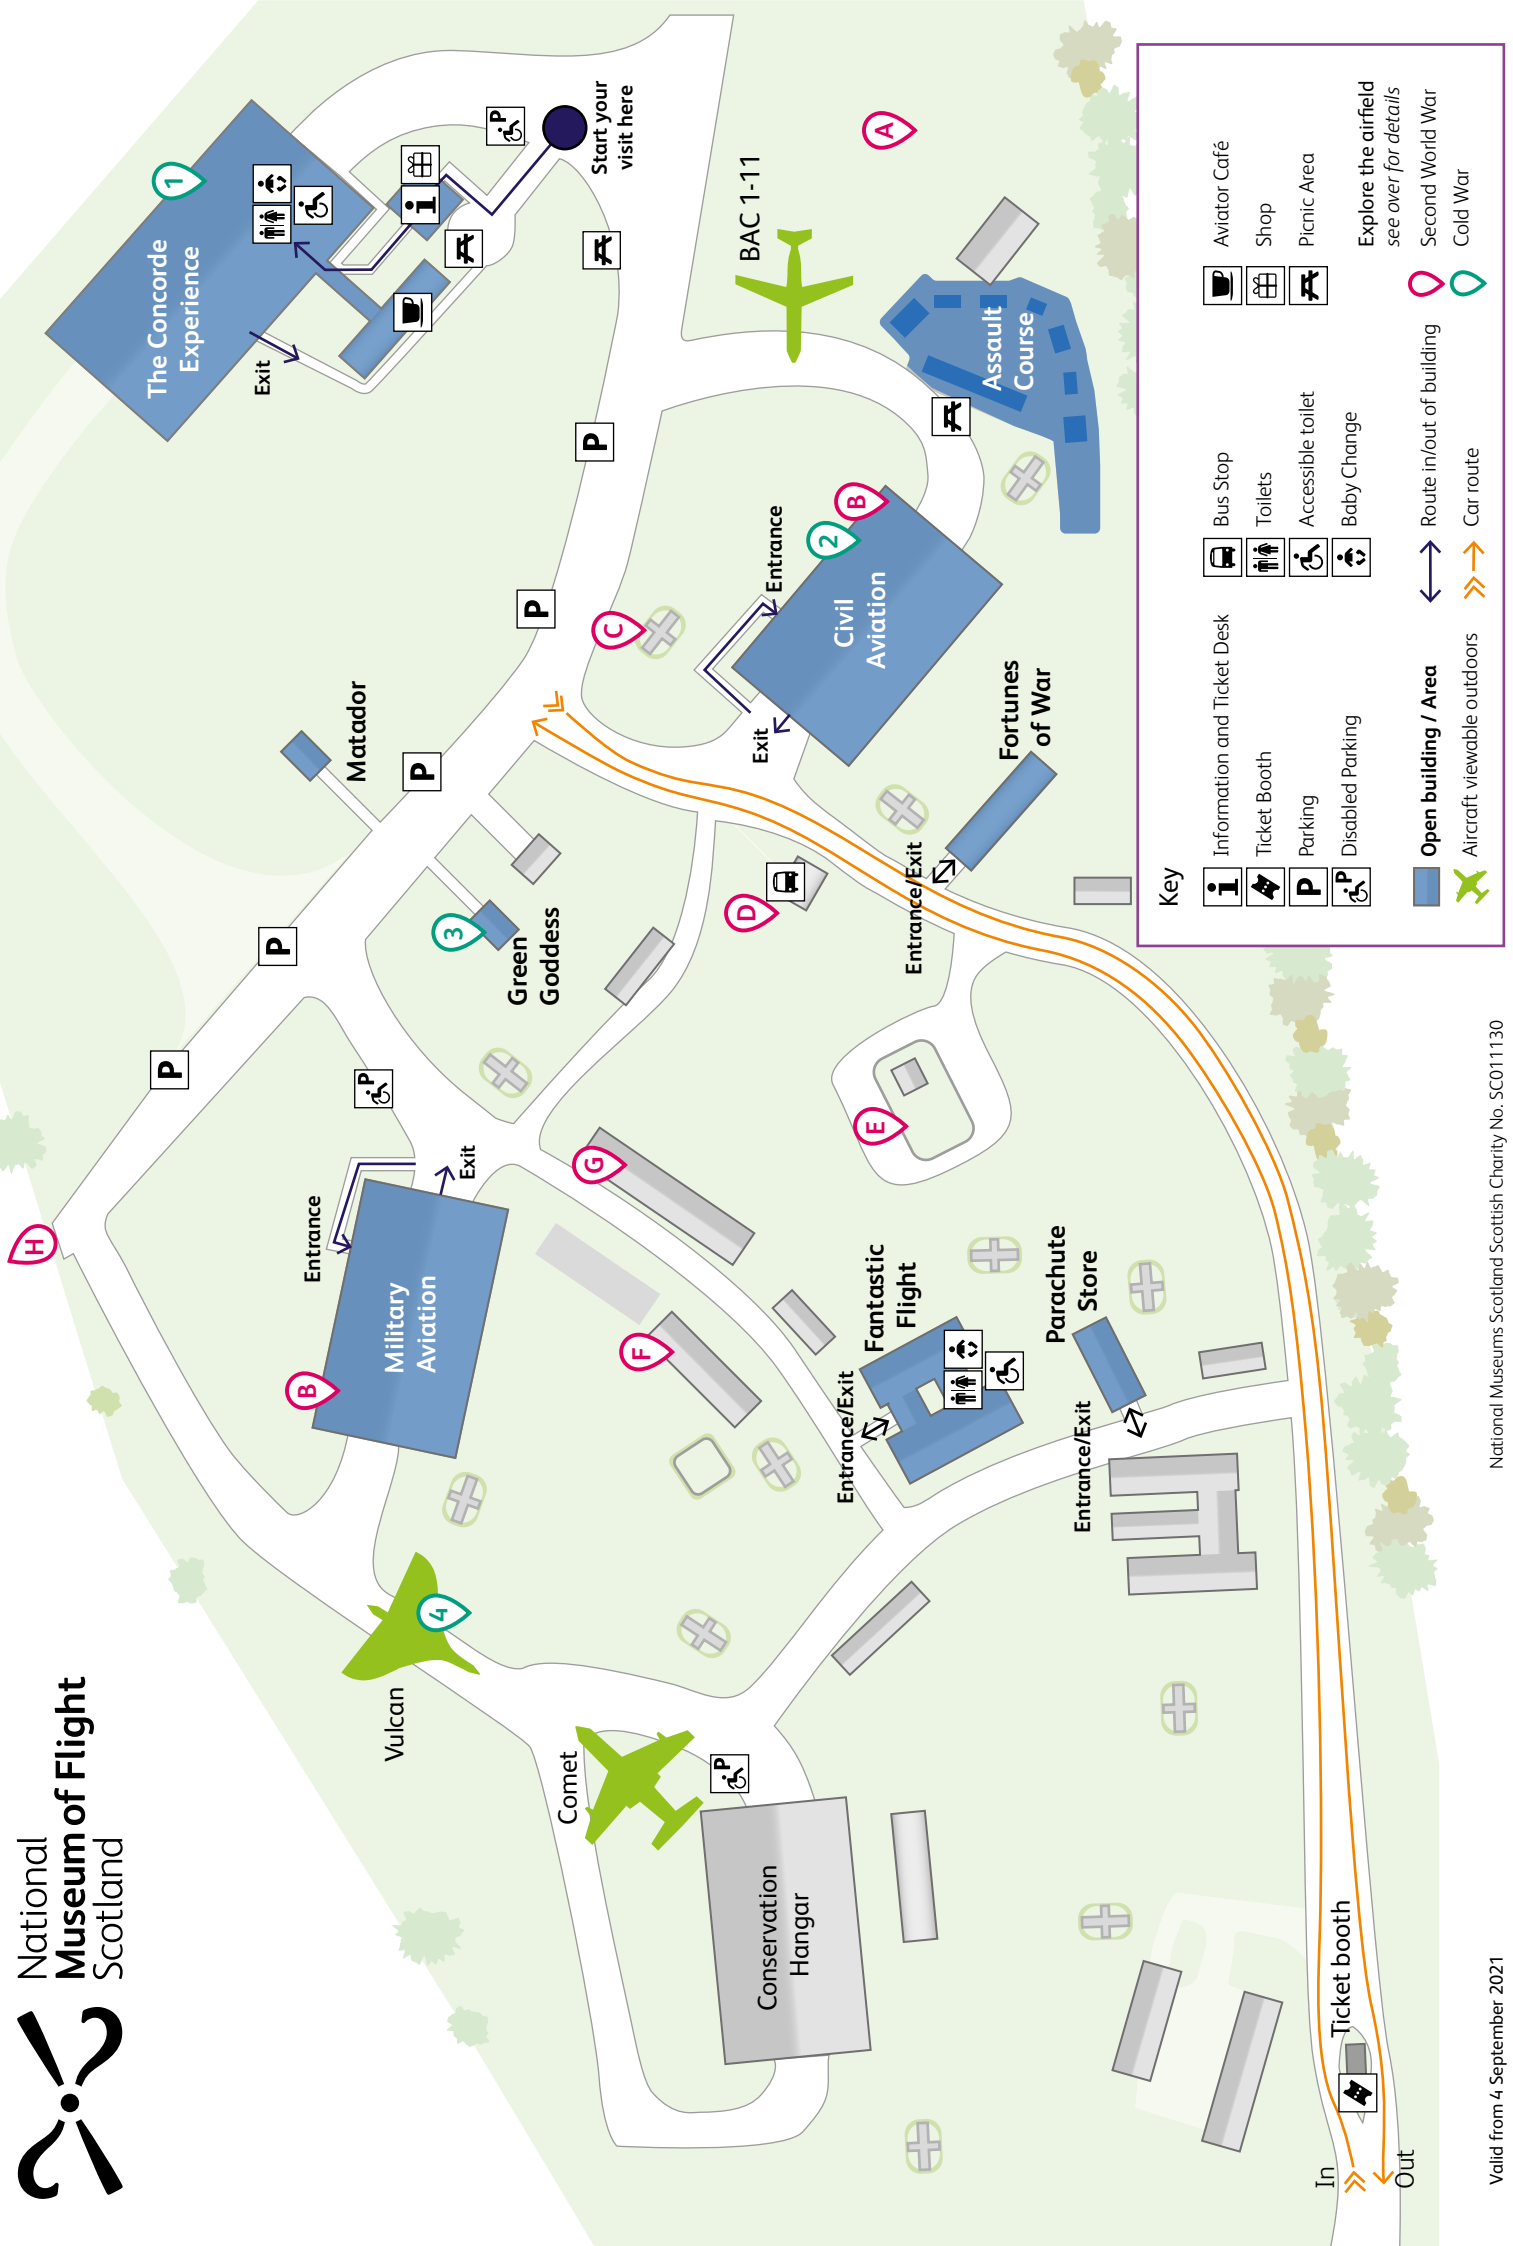 National
Museum of Flight
Scotland
The Concorde
Experience
1
Exit
P
Start your
visit here
BAC 1-11
A
Assault
Course
P
P
Matador
P
P
P
C
2
B
Civil
Aviation
Entrance
Exit
Fortunes
of War
Entrance/Exit
D
3
Green
Goddess
P
H
Entrance
Exit
Military
Aviation
B
G
F
E
Fantastic
Flight
Entrance/Exit
Parachute
Store
Entrance/Exit
Vulcan
4
Comet
P
Conservation
Hangar
Ticket booth
In
Out
Key
i Information and Ticket Desk
Ticket Booth
P Parking
P Disabled Parking
Open building / Area
Aircraft viewable outdoors
Bus Stop
Toilets
Accessible toilet
Baby Change
Route in/out of building
Car route
Aviator Café
Shop
Picnic Area
Explore the airfield
see over for details
Second World War
Cold War
Valid from 4 September 2021
National Museums Scotland Scottish Charity No. SC011130